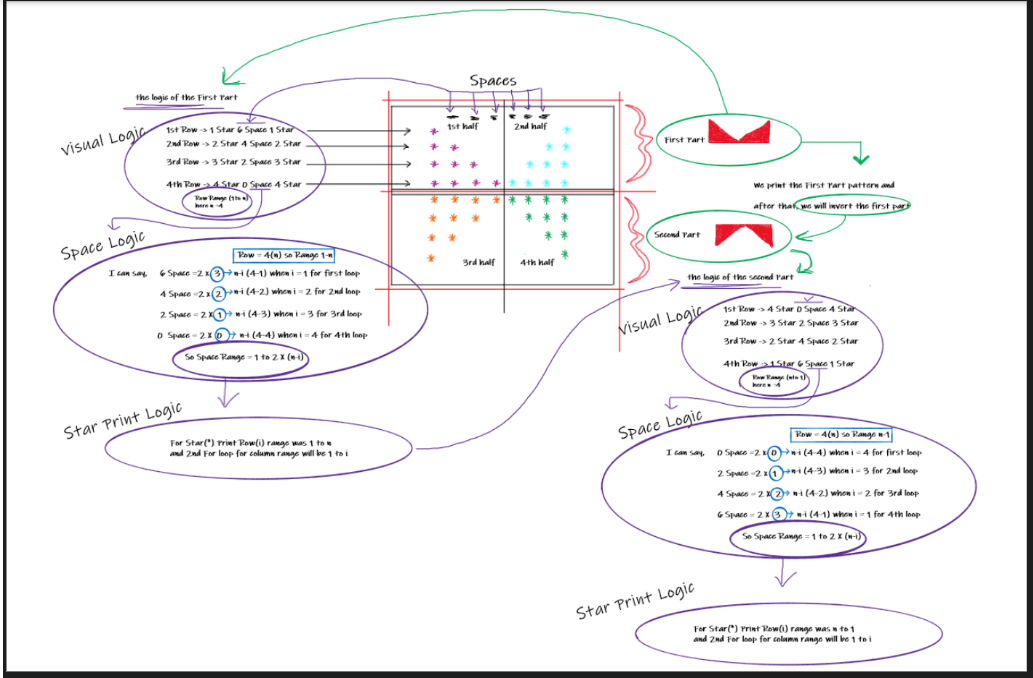 Spaces
the logic of the First Part
Visual Logic
1st Row -> 1 Star 6 Space 1 Star
2nd Row -> 2 Star 4 Space 2 Star
3rd Row -> 3 Star 2 Space 3 Star
4th Row -> 4 Star 0 Space 4 Star
Row Range (1 to n)
here n =4
1st half
2nd half
3rd half
4th half
First Part
We print the First Part pattern and
after that, we will invert the first part
Second Part
Space Logic
Row = 4(n) so Range 1-n
I can say,
6 Space =2 x 3 n-i (4-1) when i = 1 for first loop
4 Space =2 x 2 n-i (4-2) when i = 2 for 2nd loop
2 Space = 2 X 1 n-i (4-3) when i = 3 for 3rd loop
0 Space = 2 X 0 n-i (4-4) when i = 4 for 4th loop
So Space Range = 1 to 2 X (n-i)
Star Print Logic
For Star(*) Print Row(i) range was 1 to n
and 2nd For loop for column range will be 1 to i
the logic of the second Part
Visual Logic
1st Row -> 4 Star 0 Space 4 Star
2nd Row -> 3 Star 2 Space 3 Star
3rd Row -> 2 Star 4 Space 2 Star
4th Row -> 1 Star 6 Space 1 Star
Row Range (n to 1)
here n =4
Space Logic
Row = 4(n) so Range n-1
I can say,
0 Space =2 x 0 n-i (4-4) when i = 4 for first loop
2 Space =2 x 1 n-i (4-3) when i = 3 for 2nd loop
4 Space = 2 X 2 n-i (4-2) when i = 2 for 3rd loop
6 Space = 2 X 3 n-i (4-1) when i = 1 for 4th loop
So Space Range = 1 to 2 X (n-i)
Star Print Logic
For Star(*) Print Row(i) range was n to 1
and 2nd For loop for column range will be 1 to i